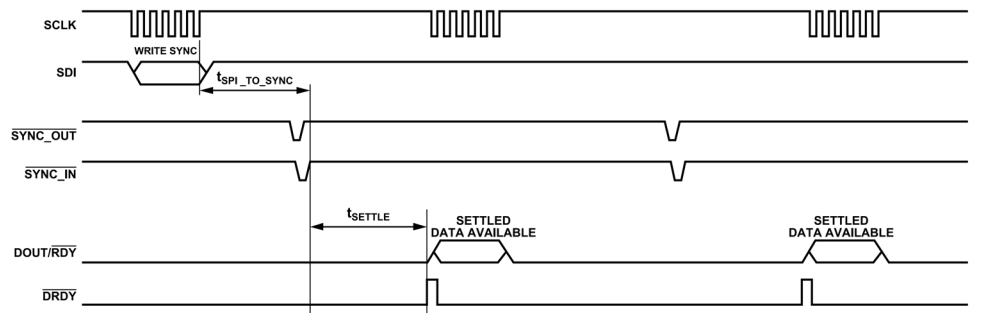 SCLK
WRITE SYNC
SDI
tSPI_TO_SYNC
SYNC_OUT
SYNC_IN
tSETTLE
SETTLED
DATA AVAILABLE
SETTLED
DATA AVAILABLE
DOUT/RDY
DRDY